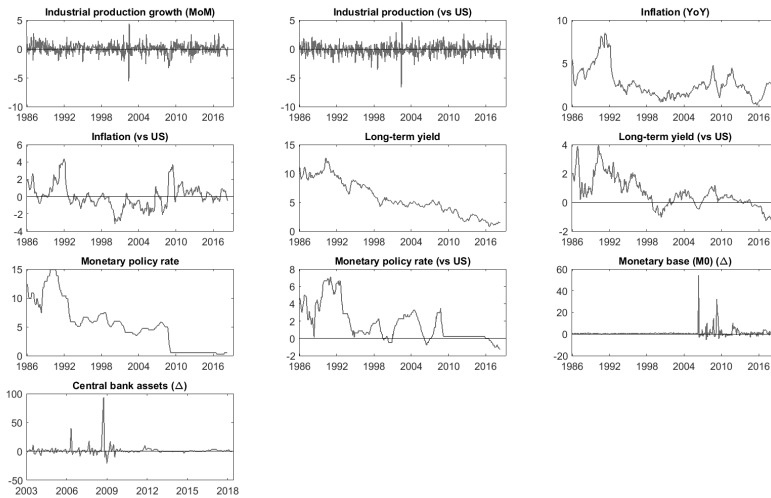 Industrial production growth (MoM)
5
0
-5
-10
1986 1992 1998 2004 2010 2016
Industrial production (vs US)
5
0
-5
-10
1986 1992 1998 2004 2010 2016
Inflation (YoY)
10
5
0
1986 1992 1998 2004 2010 2016
Inflation (vs US)
6
4
2
0
-2
-4
1986 1992 1998 2004 2010 2016
Long-term yield
15
10
5
0
1986 1992 1998 2004 2010 2016
Long-term yield (vs US)
4
2
0
-2
1986 1992 1998 2004 2010 2016
Monetary policy rate
15
10
5
0
1986 1992 1998 2004 2010 2016
Monetary policy rate (vs US)
8
6
4
2
0
-2
1986 1992 1998 2004 2010 2016
Monetary base (M0) (Δ)
60
40
20
0
-20
1986 1992 1998 2004 2010 2016
Central bank assets (Δ)
100
50
0
-50
2003 2006 2009 2012 2015 2018